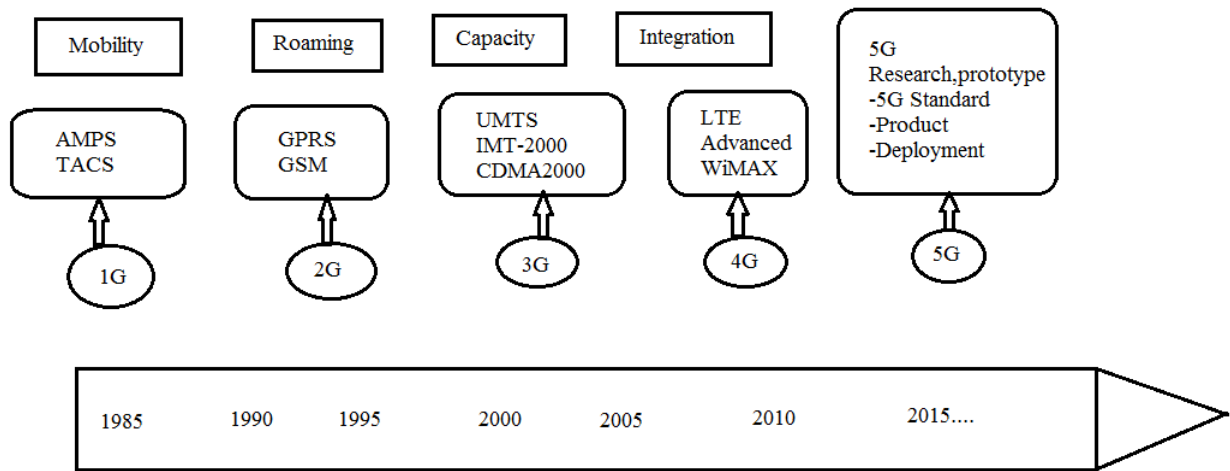 Mobility
Roaming
Capacity
Integration
5G
Research,prototype
-5G Standard
-Product
-Deployment
AMPS
TACS
GPRS
GSM
UMTS
IMT-2000
CDMA2000
LTE
Advanced
WiMAX
1G
2G
3G
4G
5G
1985
1990
1995
2000
2005
2010
2015....